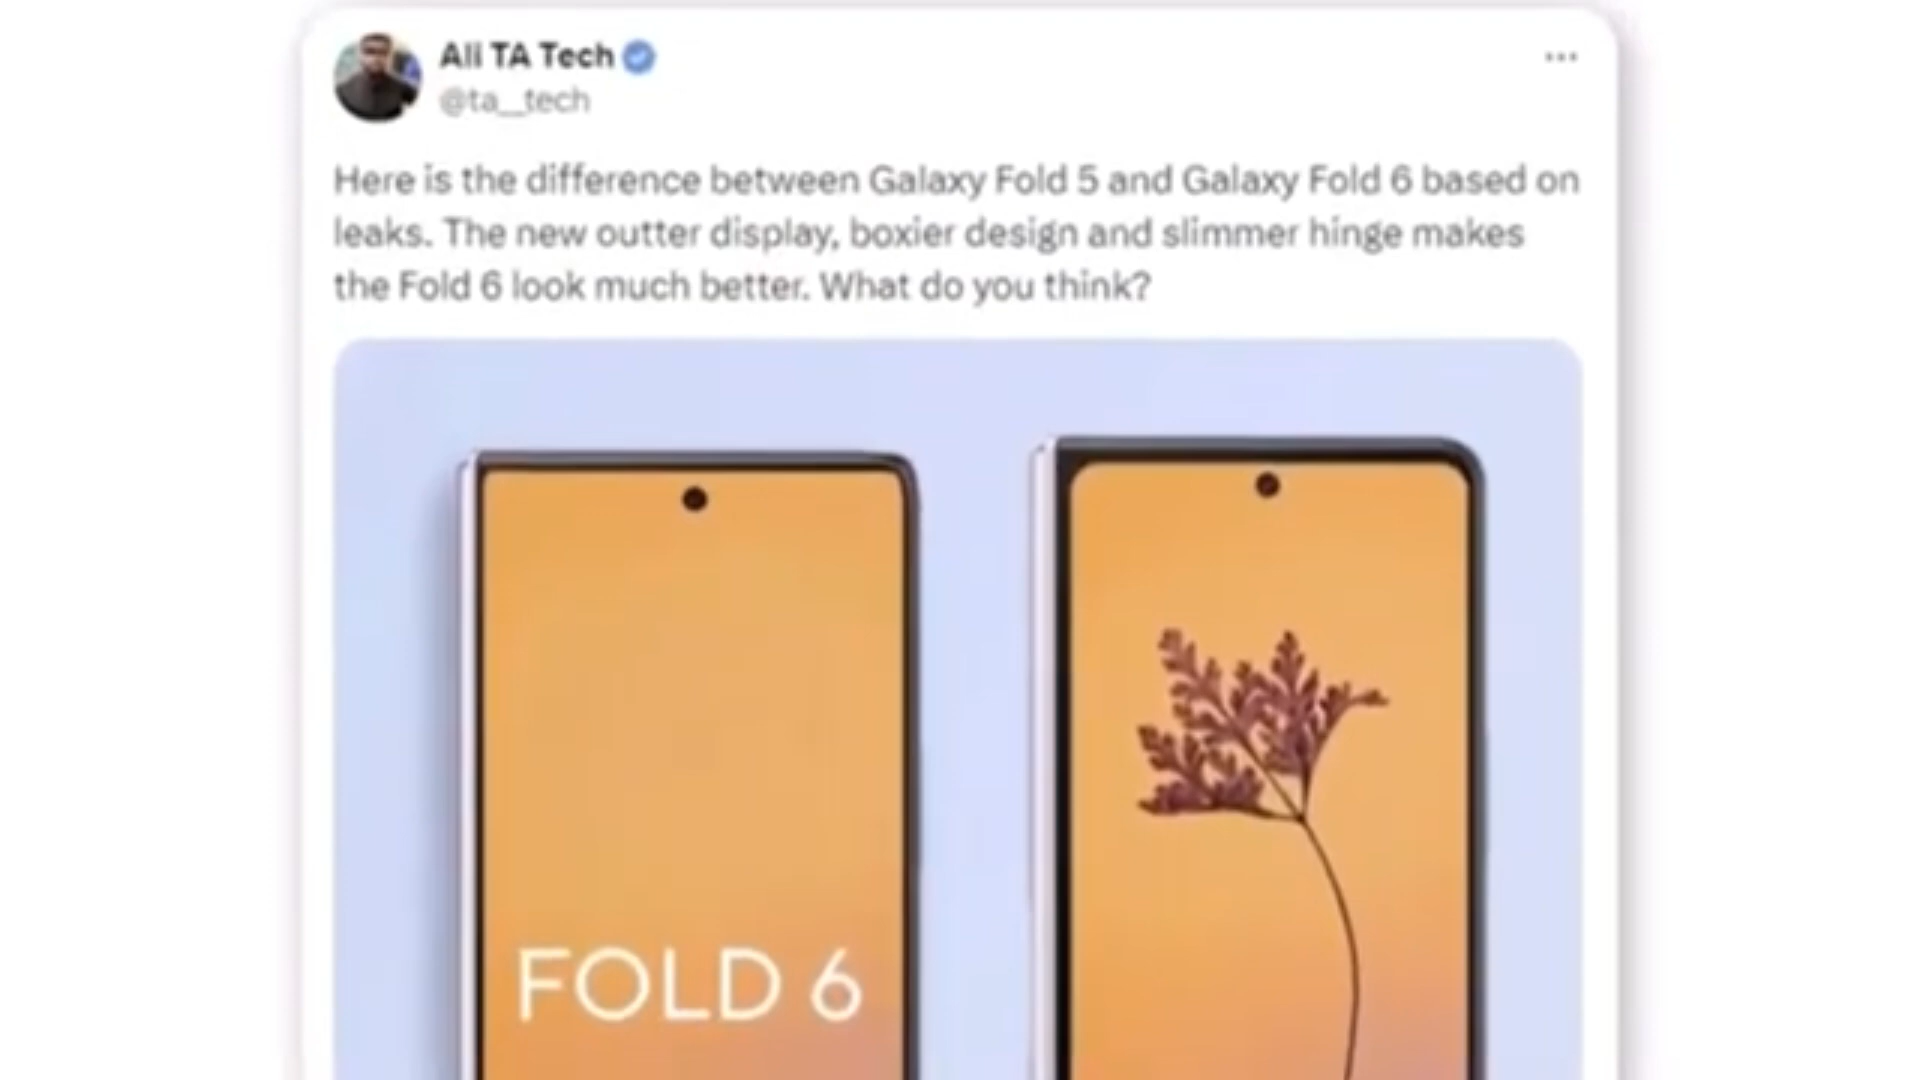 Ali TA Tech
@ta__tech
Here is the difference between Galaxy Fold 5 and Galaxy Fold 6 based on
leaks. The new outter display, boxier design and slimmer hinge makes
the Fold 6 look much better. What do you think?
FOLD 6